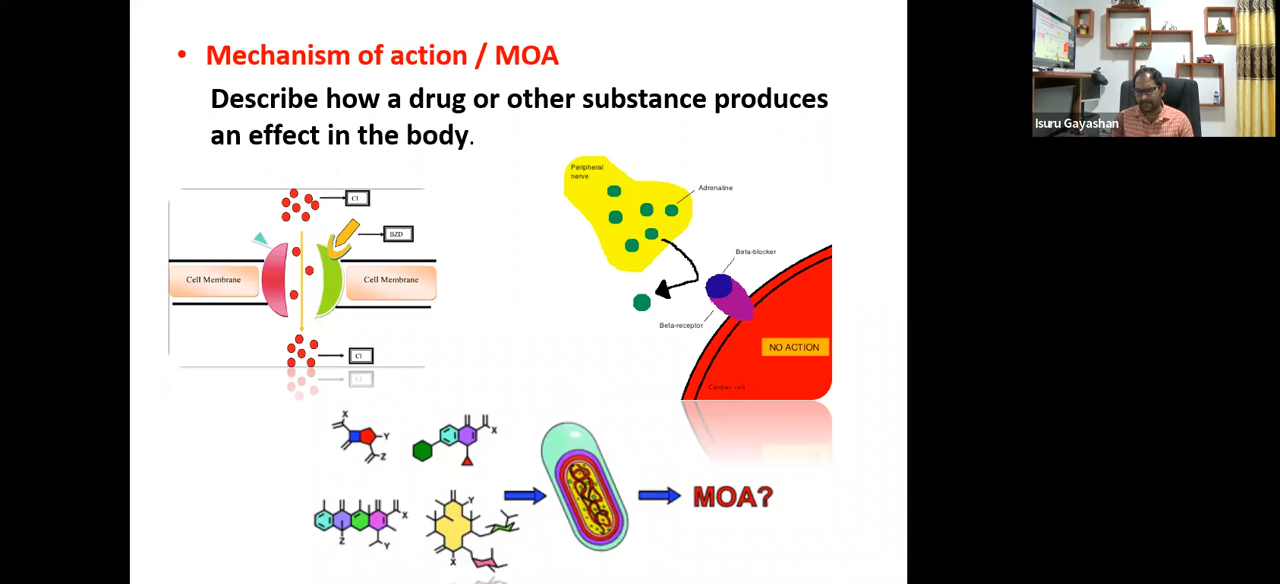 • Mechanism of action / MOA
Describe how a drug or other substance produces
an effect in the body.
Isuru Gayashan
Peripheral
nerve
Adrenaline
Cl
BZD
Beta-blocker
Cell Membrane
Cell Membrane
Beta-receptor
NO ACTION
Cl
Cardiac cell
X
Y
Z
X
MOA?
X
Z
Y
Y
X